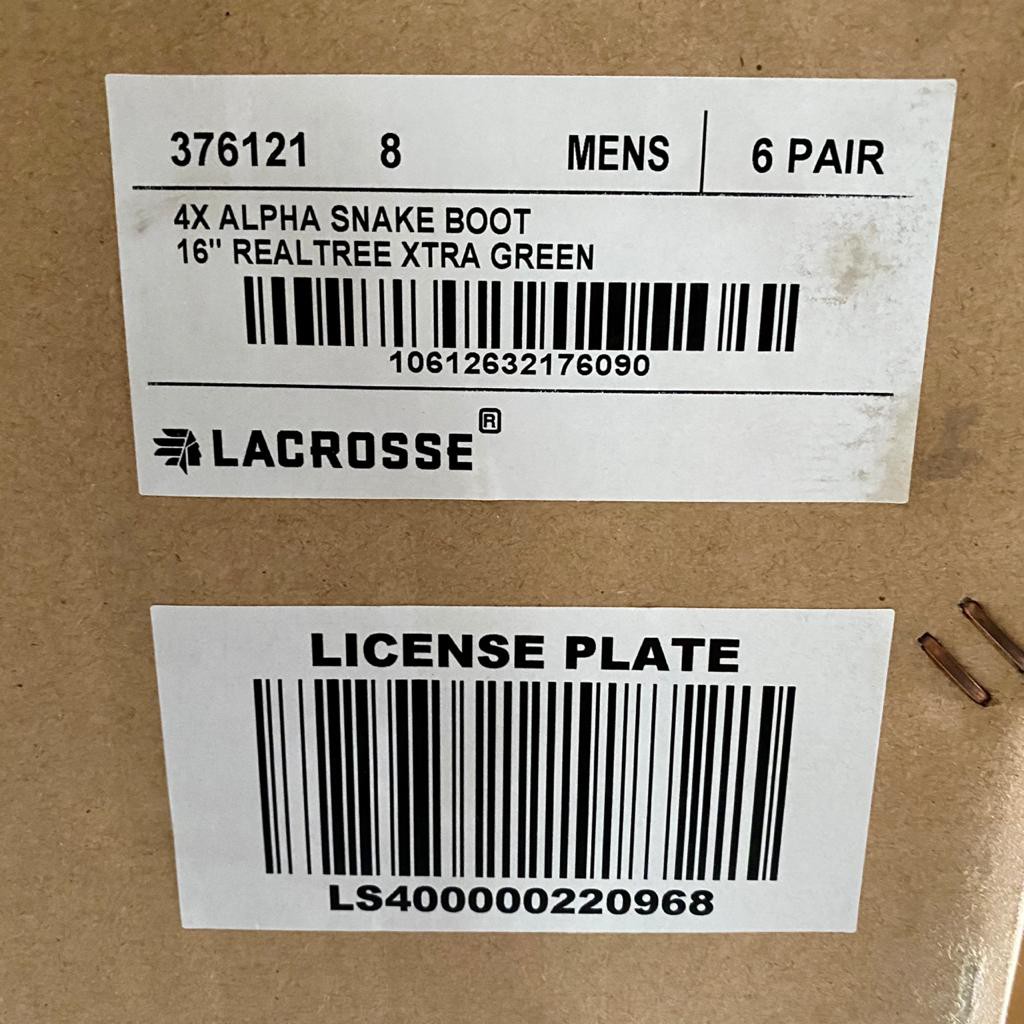 376121 8 MENS 6 PAIR
4X ALPHA SNAKE BOOT
16" REALTREE XTRA GREEN
10612632176090
LACROSSE®
LICENSE PLATE
LS400000220968